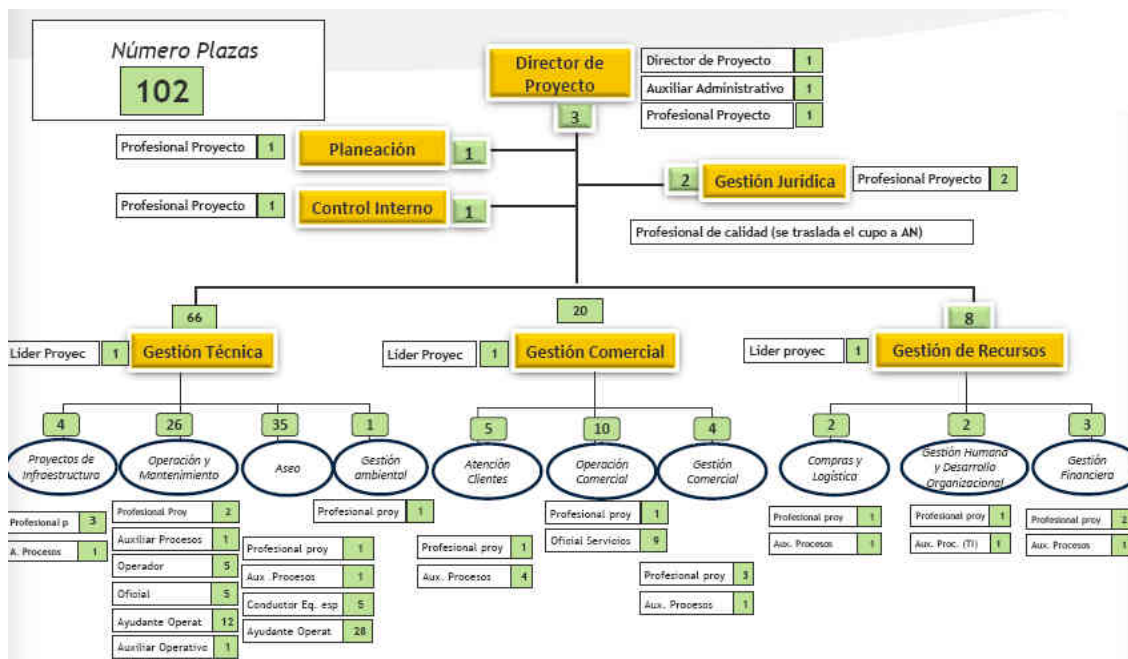 Número Plazas
102
Director de
Proyecto
3
Director de Proyecto 1
Auxiliar Administrativo 1
Profesional Proyecto 1
Profesional Proyecto 1
Planeación 1
2 Gestión Jurídica
Profesional Proyecto 2
Profesional Proyecto 1
Control Interno 1
Profesional de calidad (se traslada el cupo a AN)
66
Líder Proyec 1
Gestión Técnica
20
Líder Proyec 1
Gestión Comercial
8
Lider proyec 1
Gestión de Recursos
4
Proyectos de
Infraestructura
Profesional p 3
A. Procesos 1
26
Operación y
Mantenimiento
Profesional Proy 2
Auxiliar Procesos 1
Operador 5
Oficial 5
Ayudante Operat 12
Auxiliar Operativo 1
35
Aseo
Profesional proy 1
Aux .Procesos 1
Conductor Eq. esp 5
Ayudante Operat 28
1
Gestión
ambiental
Profesional proy 1
5
Atención
Clientes
Profesional proy 1
Aux. Procesos 4
10
Operación
Comercial
Profesional proy 1
Oficial Servicios 9
4
Gestión
Comercial
Profesional proy 3
Aux. Procesos 1
2
Compras y
Logística
Profesional proy 1
Aux. Procesos 1
2
Gestión Humana
y Desarrollo
Organizacional
Profesional proy 1
Aux. Proc. (TI) 1
3
Gestión
Financiera
Profesional proy 2
Aux. Procesos 1